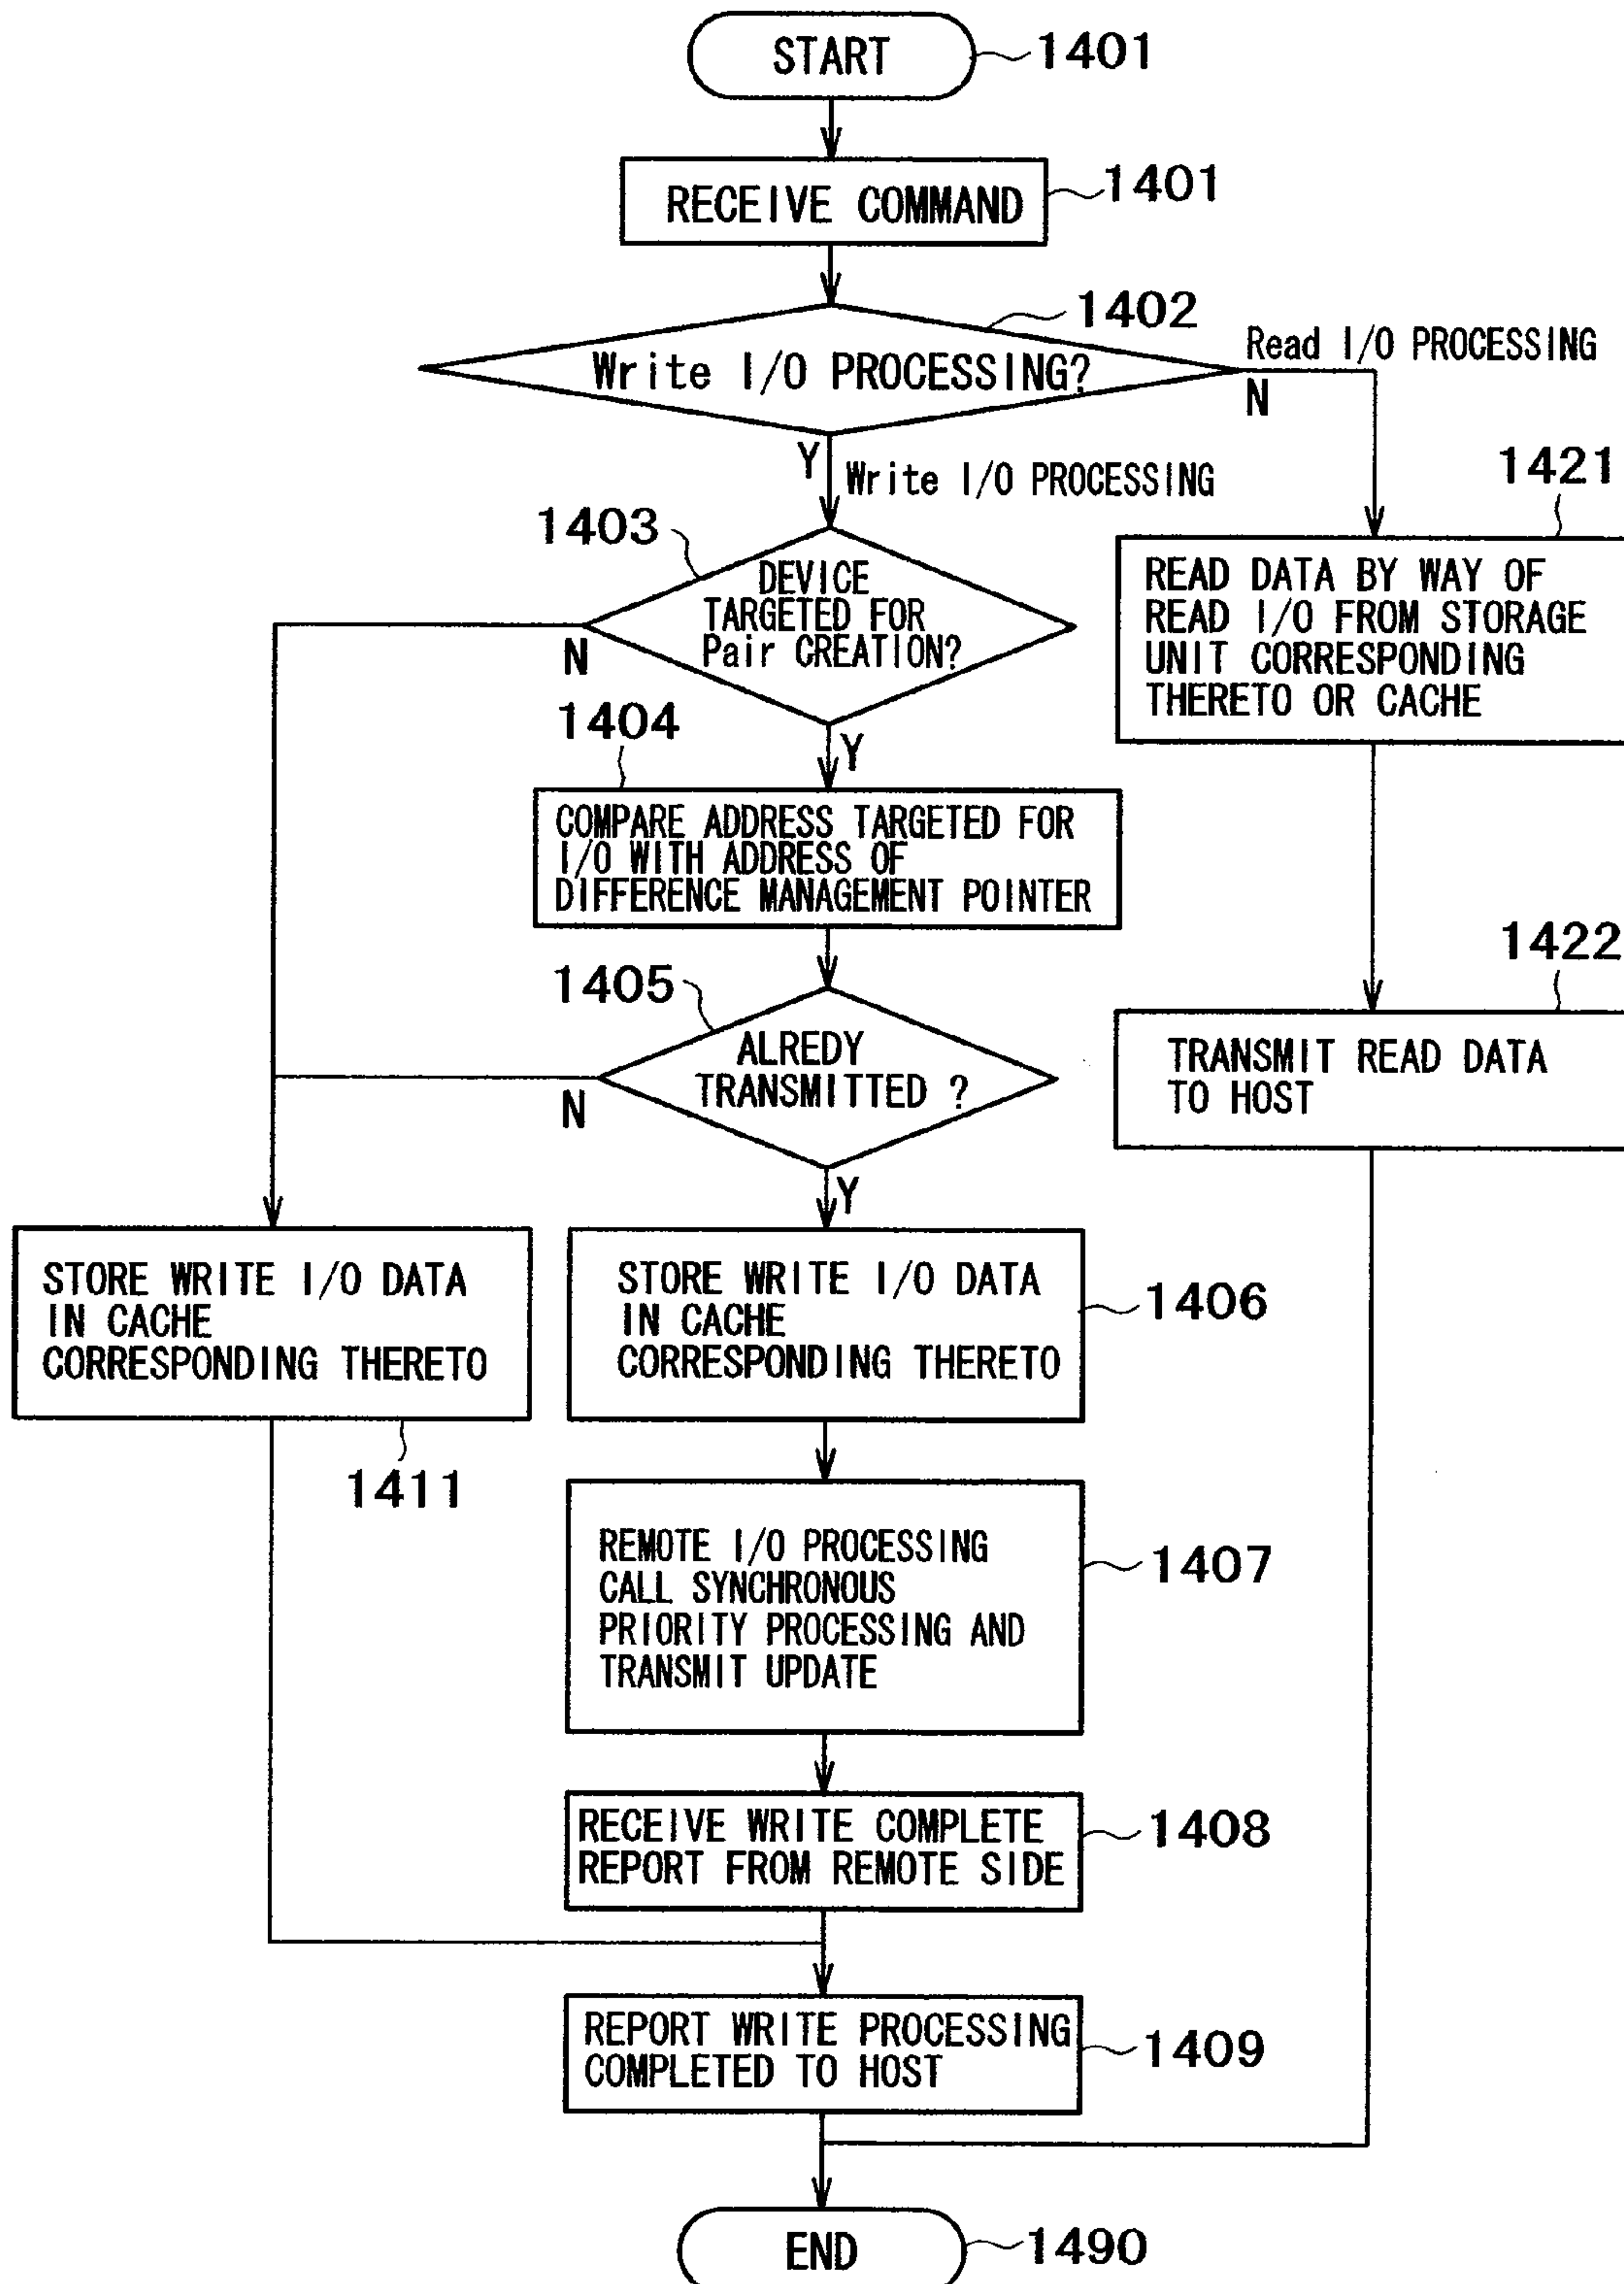 START
1401
RECEIVE COMMAND
1401
1402
Write I/O PROCESSING?
Read I/O PROCESSING
N
Y
Write I/O PROCESSING
1403
DEVICE
TARGETED FOR
Pair CREATION?
N
Y
1421
READ DATA BY WAY OF
READ I/O FROM STORAGE
UNIT CORRESPONDING
THERETO OR CACHE
1404
COMPARE ADDRESS TARGETED FOR
I/O WITH ADDRESS OF
DIFFERENCE MANAGEMENT POINTER
1405
ALREDY
TRANSMITTED ?
N
Y
1422
TRANSMIT READ DATA
TO HOST
STORE WRITE I/O DATA
IN CACHE
CORRESPONDING THERETO
1411
STORE WRITE I/O DATA
IN CACHE
CORRESPONDING THERETO
1406
REMOTE I/O PROCESSING
CALL SYNCHRONOUS
PRIORITY PROCESSING AND
TRANSMIT UPDATE
1407
RECEIVE WRITE COMPLETE
REPORT FROM REMOTE SIDE
1408
REPORT WRITE PROCESSING
COMPLETED TO HOST
1409
END
1490